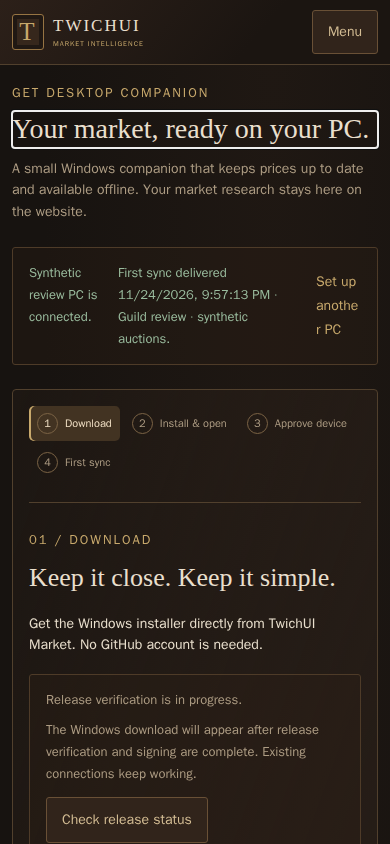 T
TWICHUI
MARKET INTELLIGENCE
Menu
GET DESKTOP COMPANION
Your market, ready on your PC.
A small Windows companion that keeps prices up to date
and available offline. Your market research stays here on
the website.
Synthetic
review PC is
connected.
First sync delivered
11/24/2026, 9:57:13 PM ·
Guild review · synthetic
auctions.
Set up
anothe
r PC
1 Download
2 Install & open
3 Approve device
4 First sync
01 / DOWNLOAD
Keep it close. Keep it simple.
Get the Windows installer directly from TwichUI
Market. No GitHub account is needed.
Release verification is in progress.
The Windows download will appear after release
verification and signing are complete. Existing
connections keep working.
Check release status